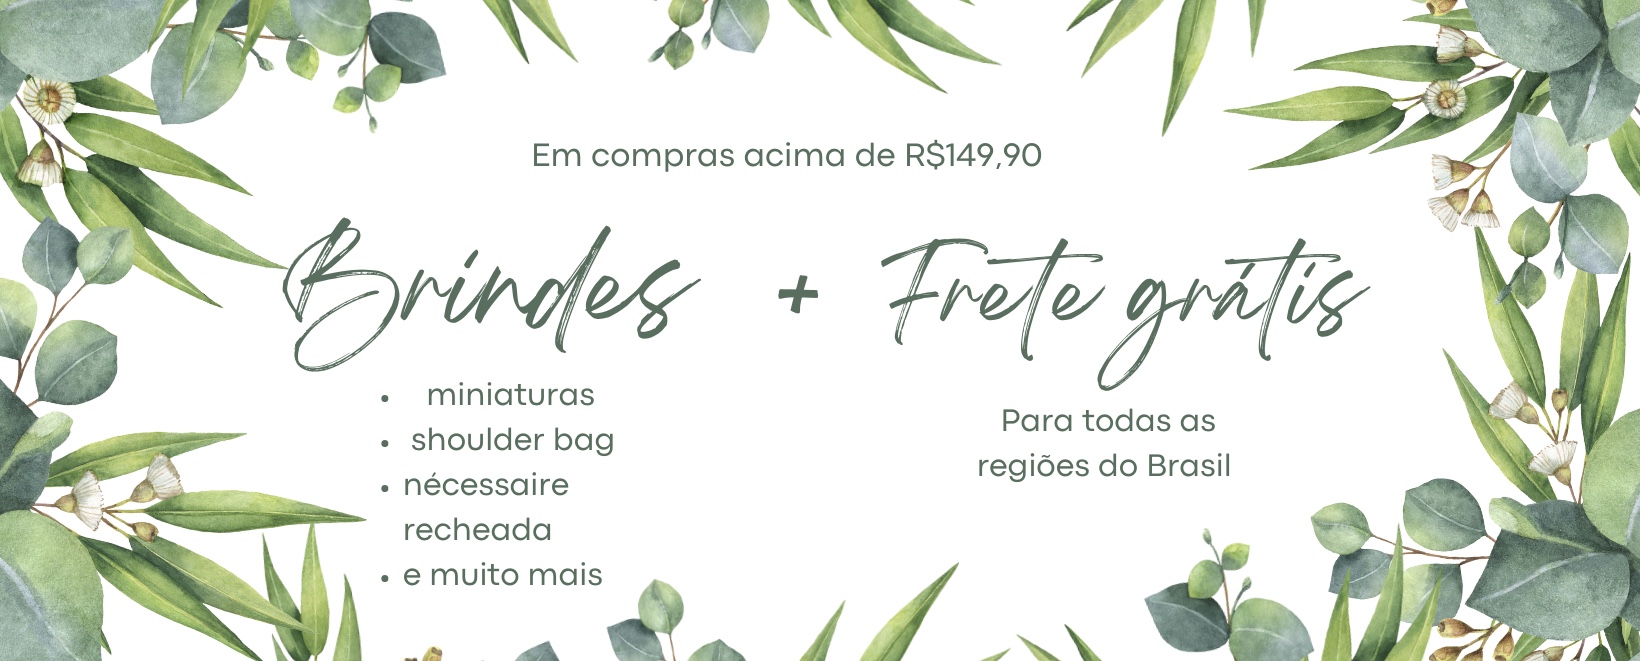 Em compras acima de R$149,90
Brindes + Frete grátis
• miniaturas
• shoulder bag
• nécessaire
recheada
• e muito mais
Para todas as
regiões do Brasil